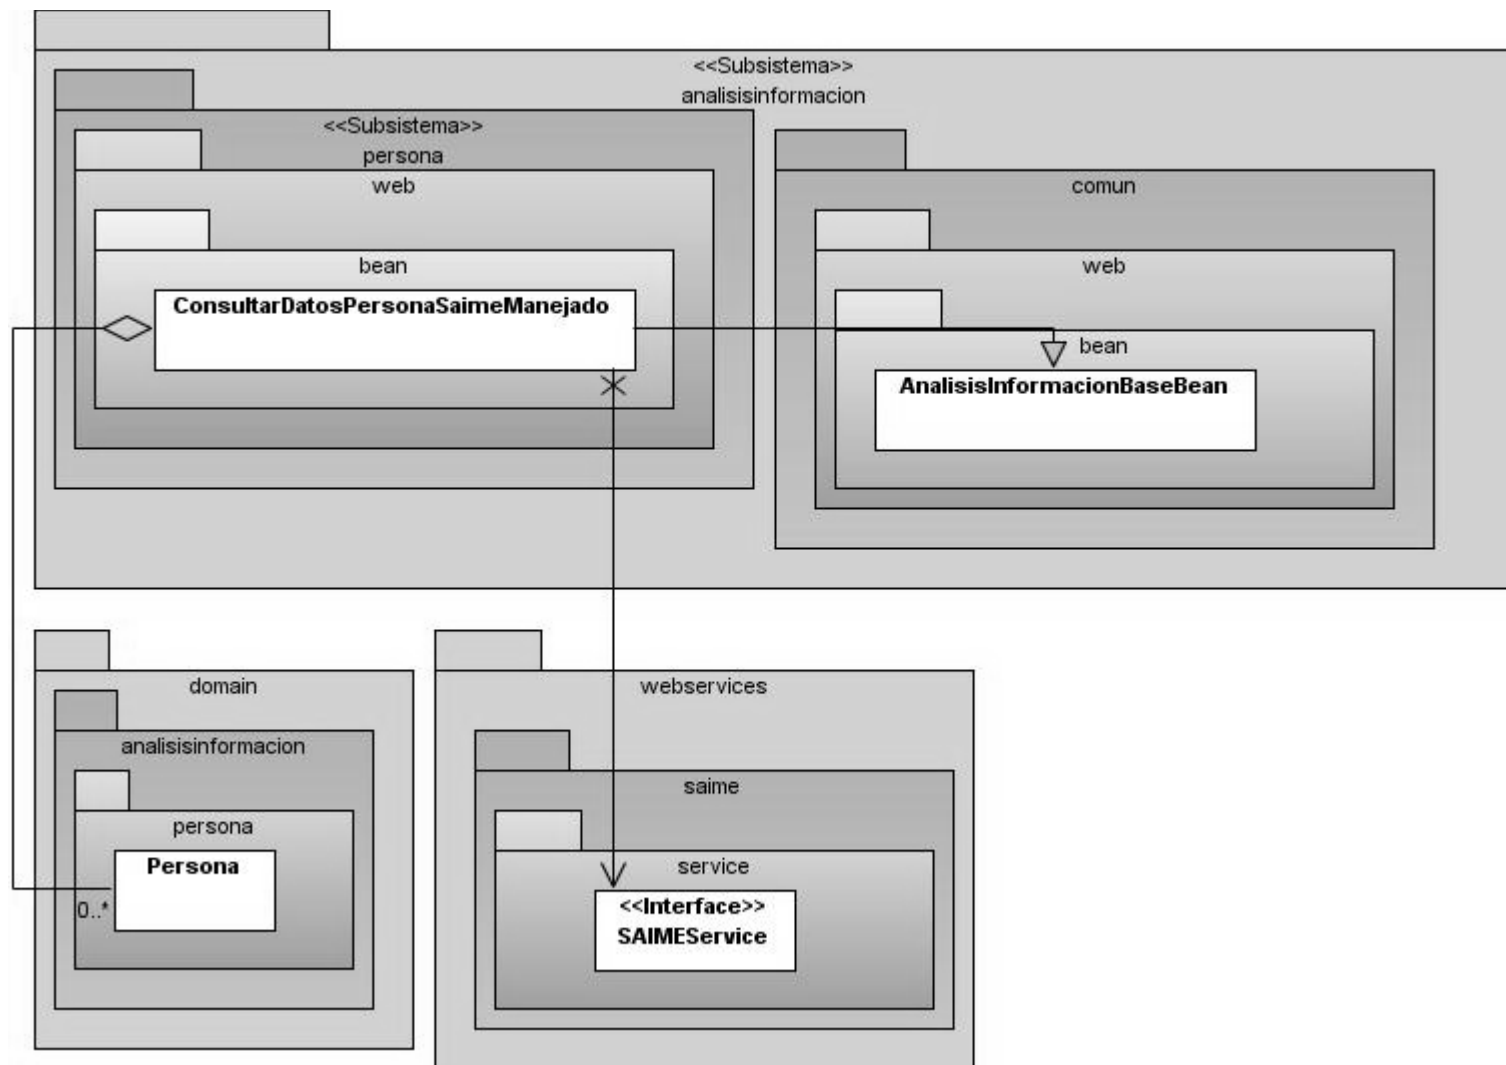 <<Subsistema>>
analisisinformacion
<<Subsistema>>
persona
web
bean
ConsultarDatosPersonaSaimeManejado
comun
web
bean
AnalisisInformacionBaseBean
domain
analisisinformacion
persona
Persona
0..*
webservices
saime
service
<<Interface>>
SAIMEService